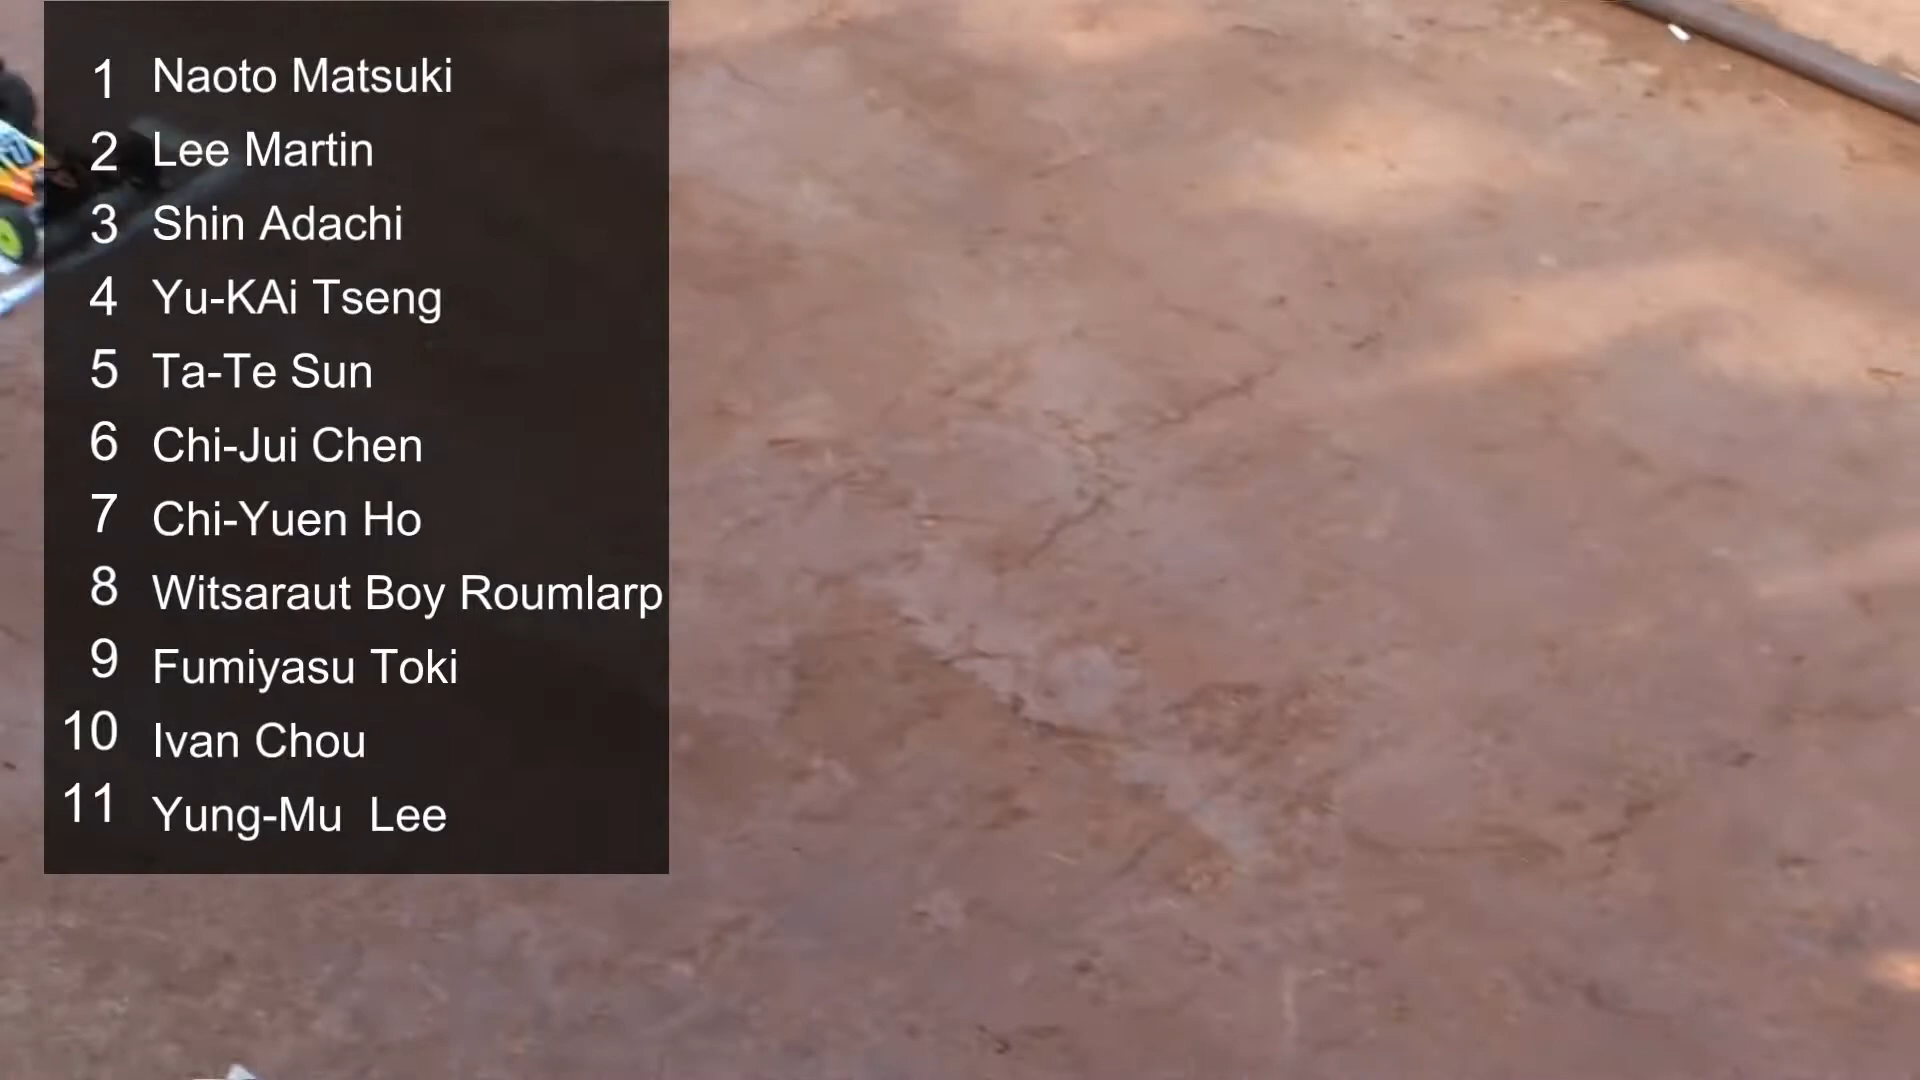 1 Naoto Matsuki
2 Lee Martin
3 Shin Adachi
4 Yu-KAi Tseng
5 Ta-Te Sun
6 Chi-Jui Chen
7 Chi-Yuen Ho
8 Witsaraut Boy Roumlarp
9 Fumiyasu Toki
10 Ivan Chou
11 Yung-Mu  Lee